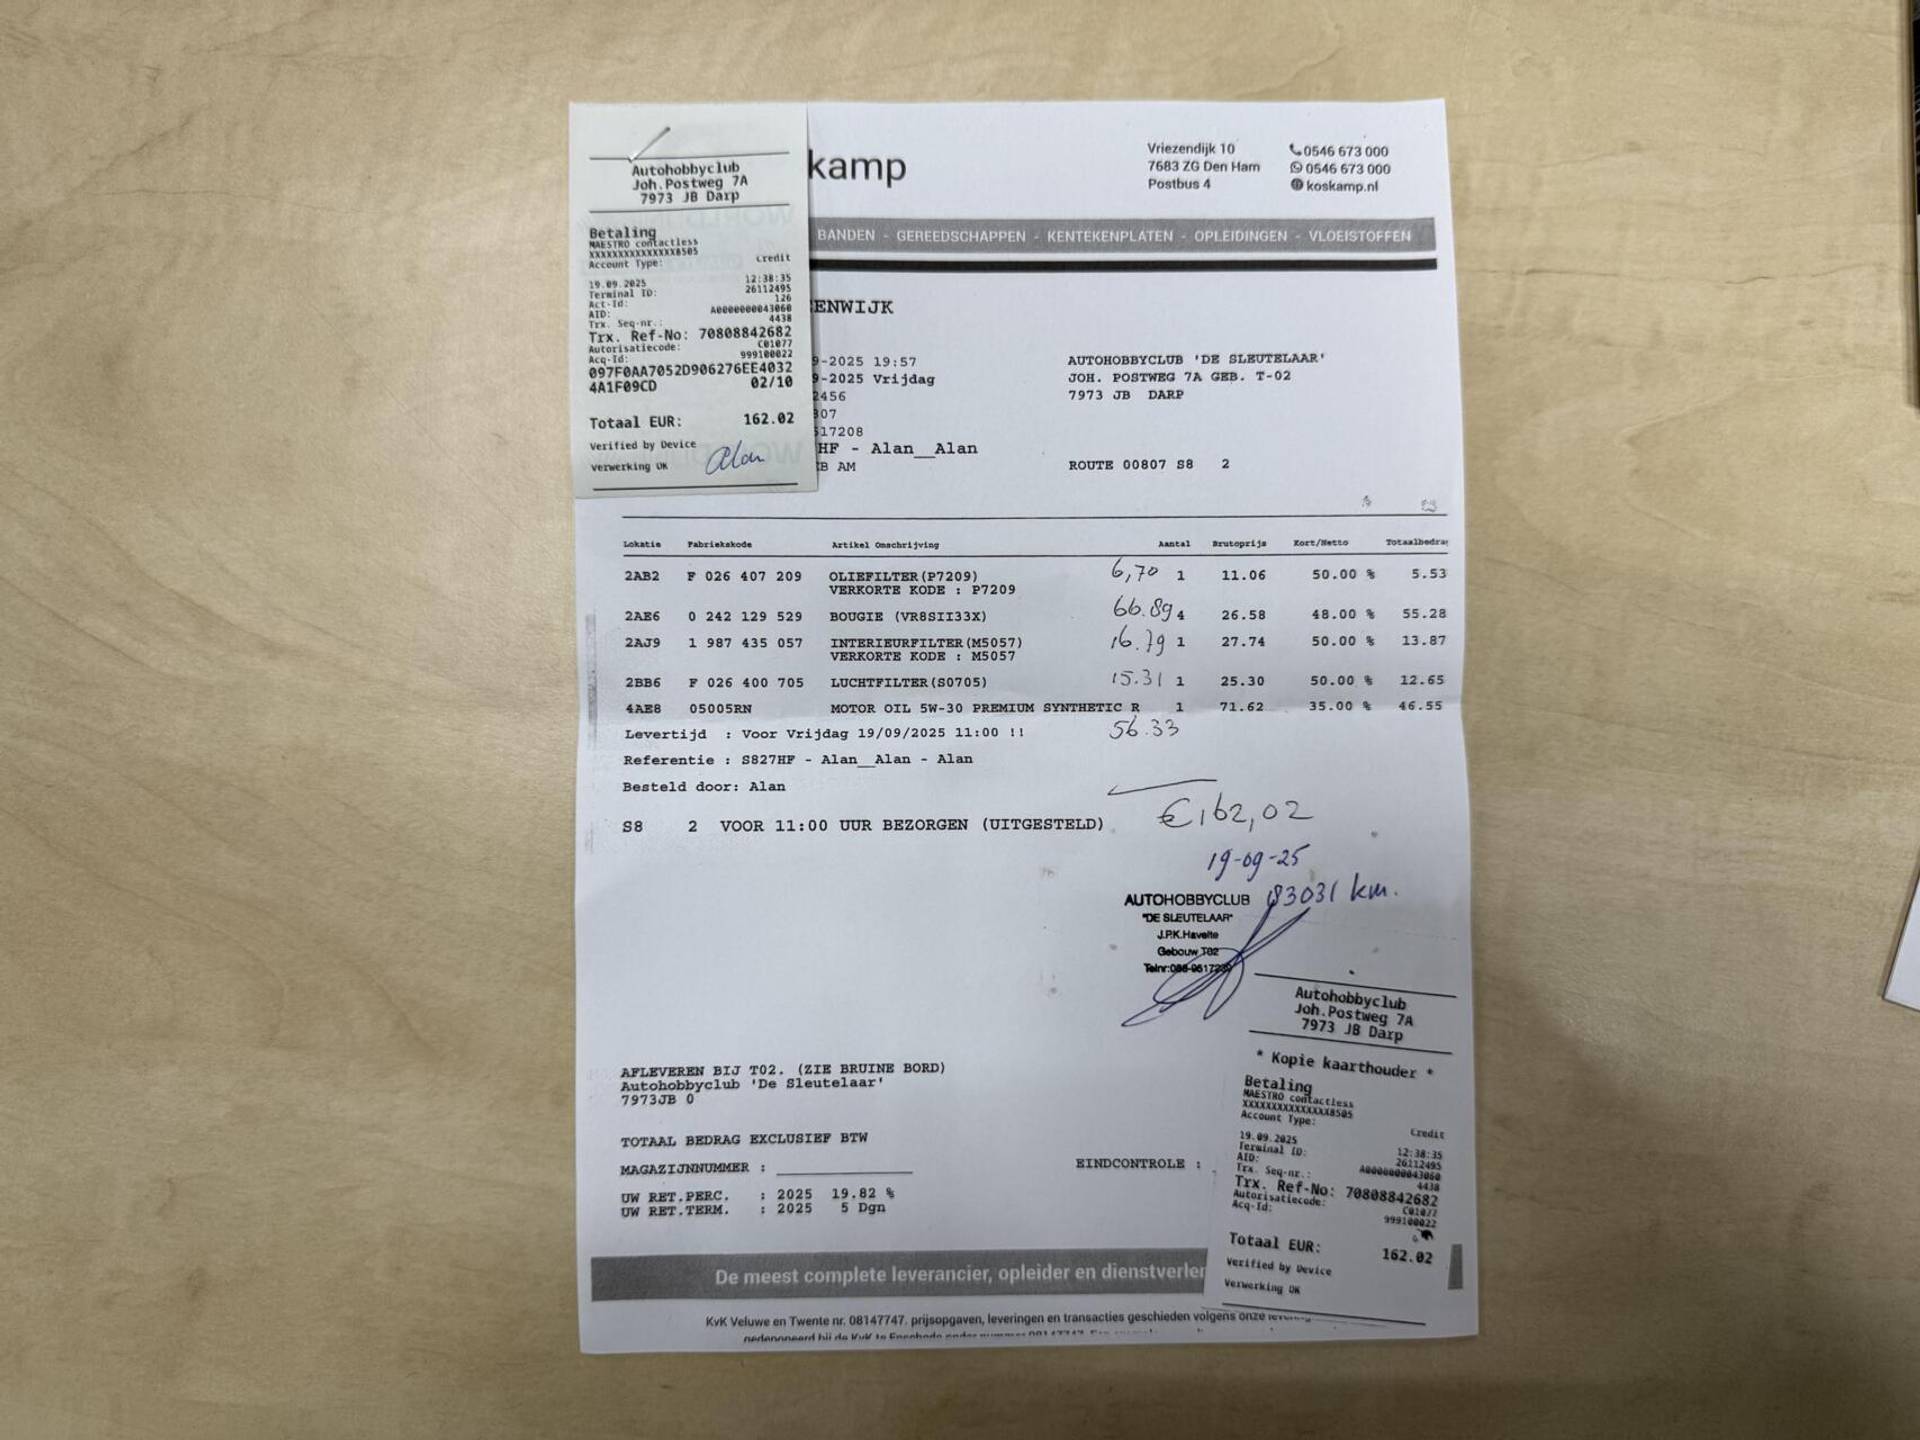 Autohobbyclub
Joh.Postweg 7A
7973 JB Darp
Betaling
MAESTRO contactless
XXXXXXXXXXXXXXX8505
Account Type: Credit
19.09.2025 12:38:35
Terminal ID: 26112495
Act-Id: 126
AID: A0000000043060
Trx. Seq-nr.: 4438
Trx. Ref-No: 70808842682
Autorisatiecode: C01077
Acq-Id: 999100022
097F0AA7052D906276EE4032
4A1F09CD 02/10
Totaal EUR: 162.02
Verified by Device
Verwerking OK Alan
kamp
Vriezendijk 10
7683 ZG Den Ham
Postbus 4
0546 673 000
0546 673 000
koskamp.nl
BANDEN - GEREEDSCHAPPEN - KENTEKENPLATEN - OPLEIDINGEN - VLOEISTOFFEN
ENWIJK
9-2025 19:57
9-2025 Vrijdag
2456
807
517208
HF - Alan__Alan
EB AM
AUTOHOBBYCLUB 'DE SLEUTELAAR'
JOH. POSTWEG 7A GEB. T-02
7973 JB DARP
ROUTE 00807 S8 2
Lokatie Fabriekskode Artikel Omschrijving Aantal Brutoprijs Kort/Netto Totaalbedrag
2AB2 F 026 407 209 OLIEFILTER(P7209) 6,70 1 11.06 50.00 % 5.53
VERKORTE KODE : P7209
2AE6 0 242 129 529 BOUGIE (VR8SII33X) 66.89 4 26.58 48.00 % 55.28
2AJ9 1 987 435 057 INTERIEURFILTER(M5057) 16.79 1 27.74 50.00 % 13.87
VERKORTE KODE : M5057
2BB6 F 026 400 705 LUCHTFILTER(S0705) 15.31 1 25.30 50.00 % 12.65
4AE8 05005RN MOTOR OIL 5W-30 PREMIUM SYNTHETIC R 1 71.62 35.00 % 46.55
Levertijd : Voor Vrijdag 19/09/2025 11:00 !! 56.33
Referentie : S827HF - Alan__Alan - Alan
Besteld door: Alan
€162,02
S8 2 VOOR 11:00 UUR BEZORGEN (UITGESTELD)
19-09-25
83031 km.
AUTOHOBBYCLUB
"DE SLEUTELAAR"
J.P.K. Havelte
Gebouw T02
AFLEVEREN BIJ T02. (ZIE BRUINE BORD)
Autohobbyclub 'De Sleutelaar'
7973JB 0
TOTAAL BEDRAG EXCLUSIEF BTW
MAGAZIJNNUMMER :
EINDCONTROLE :
UW RET.PERC. : 2025 19.82 %
UW RET.TERM. : 2025 5 Dgn
Autohobbyclub
Joh.Postweg 7A
7973 JB Darp
* Kopie kaarthouder *
Betaling
MAESTRO contactless
XXXXXXXXXXXXXXX8505
Account Type: Credit
19.09.2025 12:38:35
Terminal ID: 26112495
AID: A0000000043060
Trx. Seq-nr.: 4438
Trx. Ref-No: 70808842682
Autorisatiecode: C01077
Acq-Id: 999100022
Totaal EUR: 162.02
Verified by Device
Verwerking OK
De meest complete leverancier, opleider en dienstverlen
KvK Veluwe en Twente nr. 08147747. prijsopgaven, leveringen en transacties geschieden volgens onze
gedeponeerd bij de KvK te Enschede onder nummer 08147747.